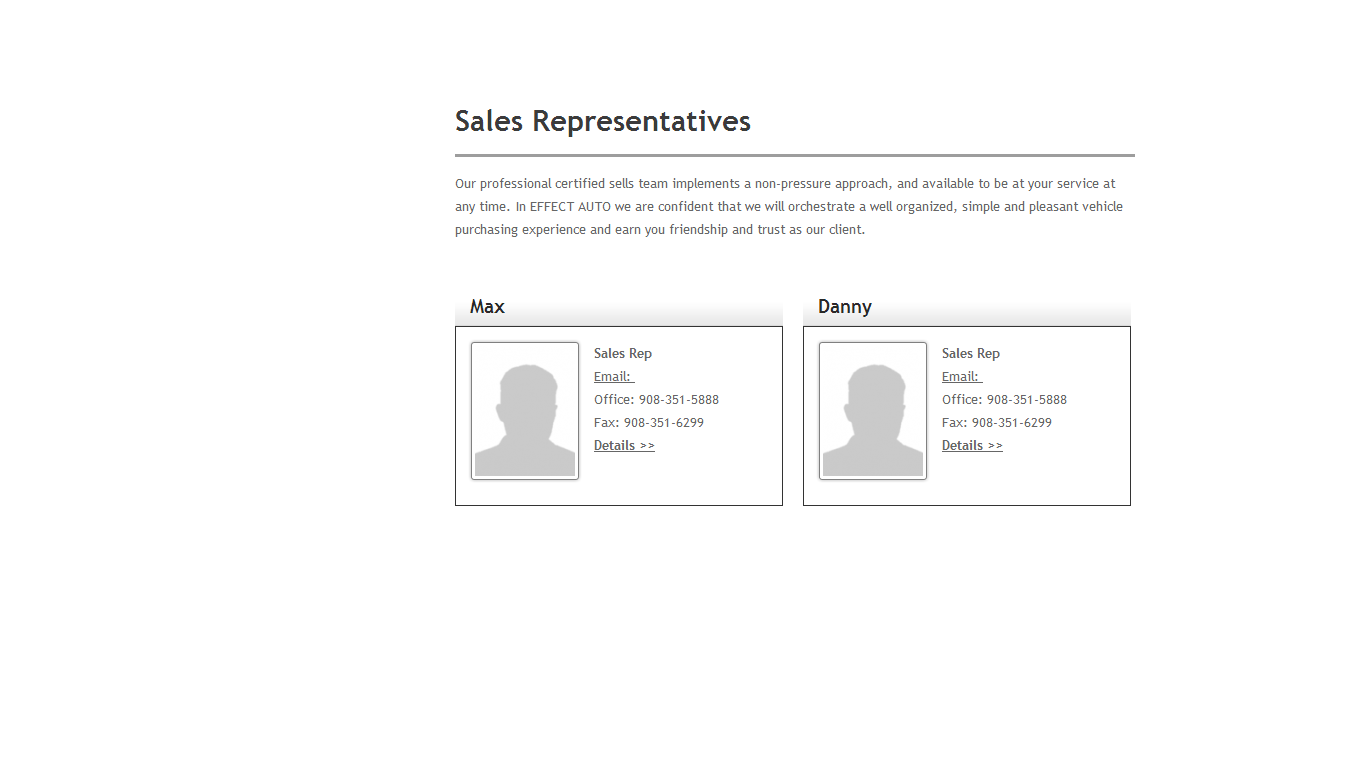 Sales Representatives
Our professional certified sells team implements a non-pressure approach, and available to be at your service at
any time. In EFFECT AUTO we are confident that we will orchestrate a well organized, simple and pleasant vehicle
purchasing experience and earn you friendship and trust as our client.
Max
Sales Rep
Email:
Office: 908-351-5888
Fax: 908-351-6299
Details >>
Danny
Sales Rep
Email:
Office: 908-351-5888
Fax: 908-351-6299
Details >>